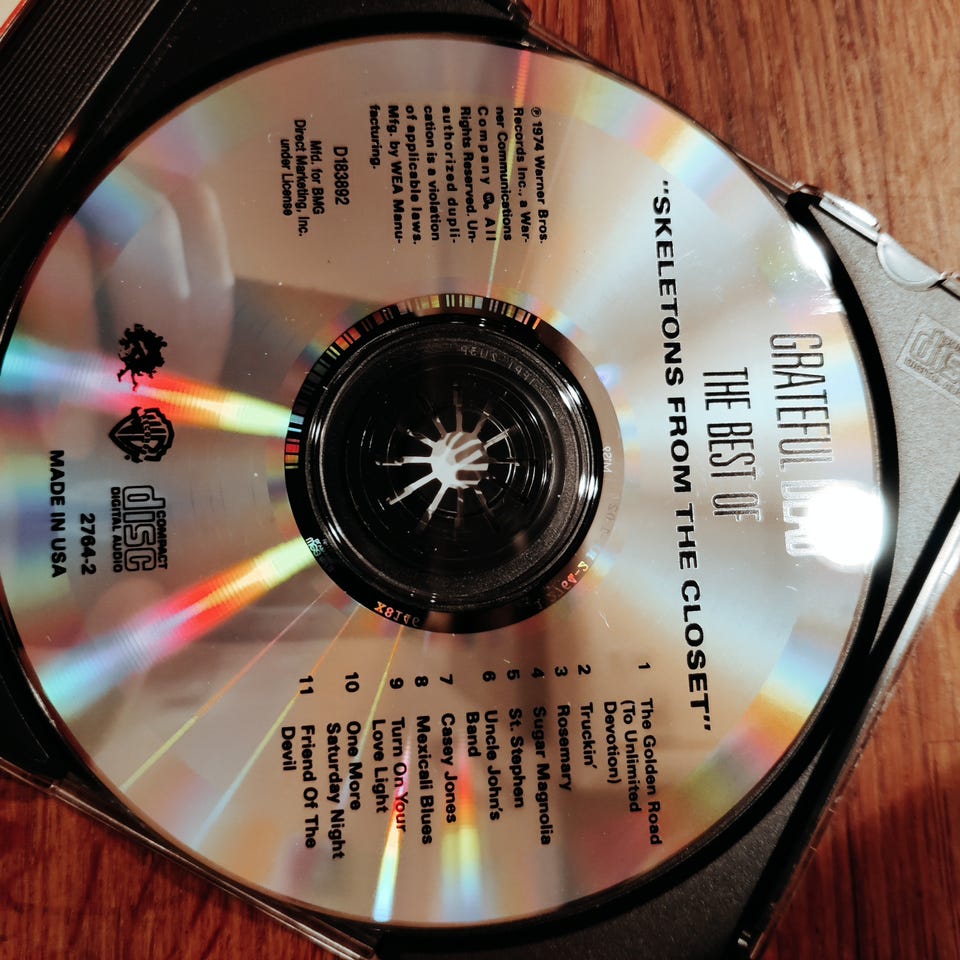 GRATEFUL DEAD
THE BEST OF
"SKELETONS FROM THE CLOSET"
℗ 1974 Warner Bros.
Records Inc., a War-
ner Communications
Company Co. All
Rights Reserved. Un-
authorized dupli-
cation is a violation
of applicable laws.
Mfg. by WEA Manu-
facturing.
D183892
Mfd. for BMG
Direct Marketing, Inc.
under License
1 The Golden Road
(To Unlimited
Devotion)
2 Truckin'
3 Rosemary
4 Sugar Magnolia
5 St. Stephen
6 Uncle John's
Band
7 Casey Jones
8 Mexicali Blues
9 Turn On Your
Love Light
10 One More
Saturday Night
11 Friend Of The
Devil
COMPACT
disc
DIGITAL AUDIO
2764-2
MADE IN USA